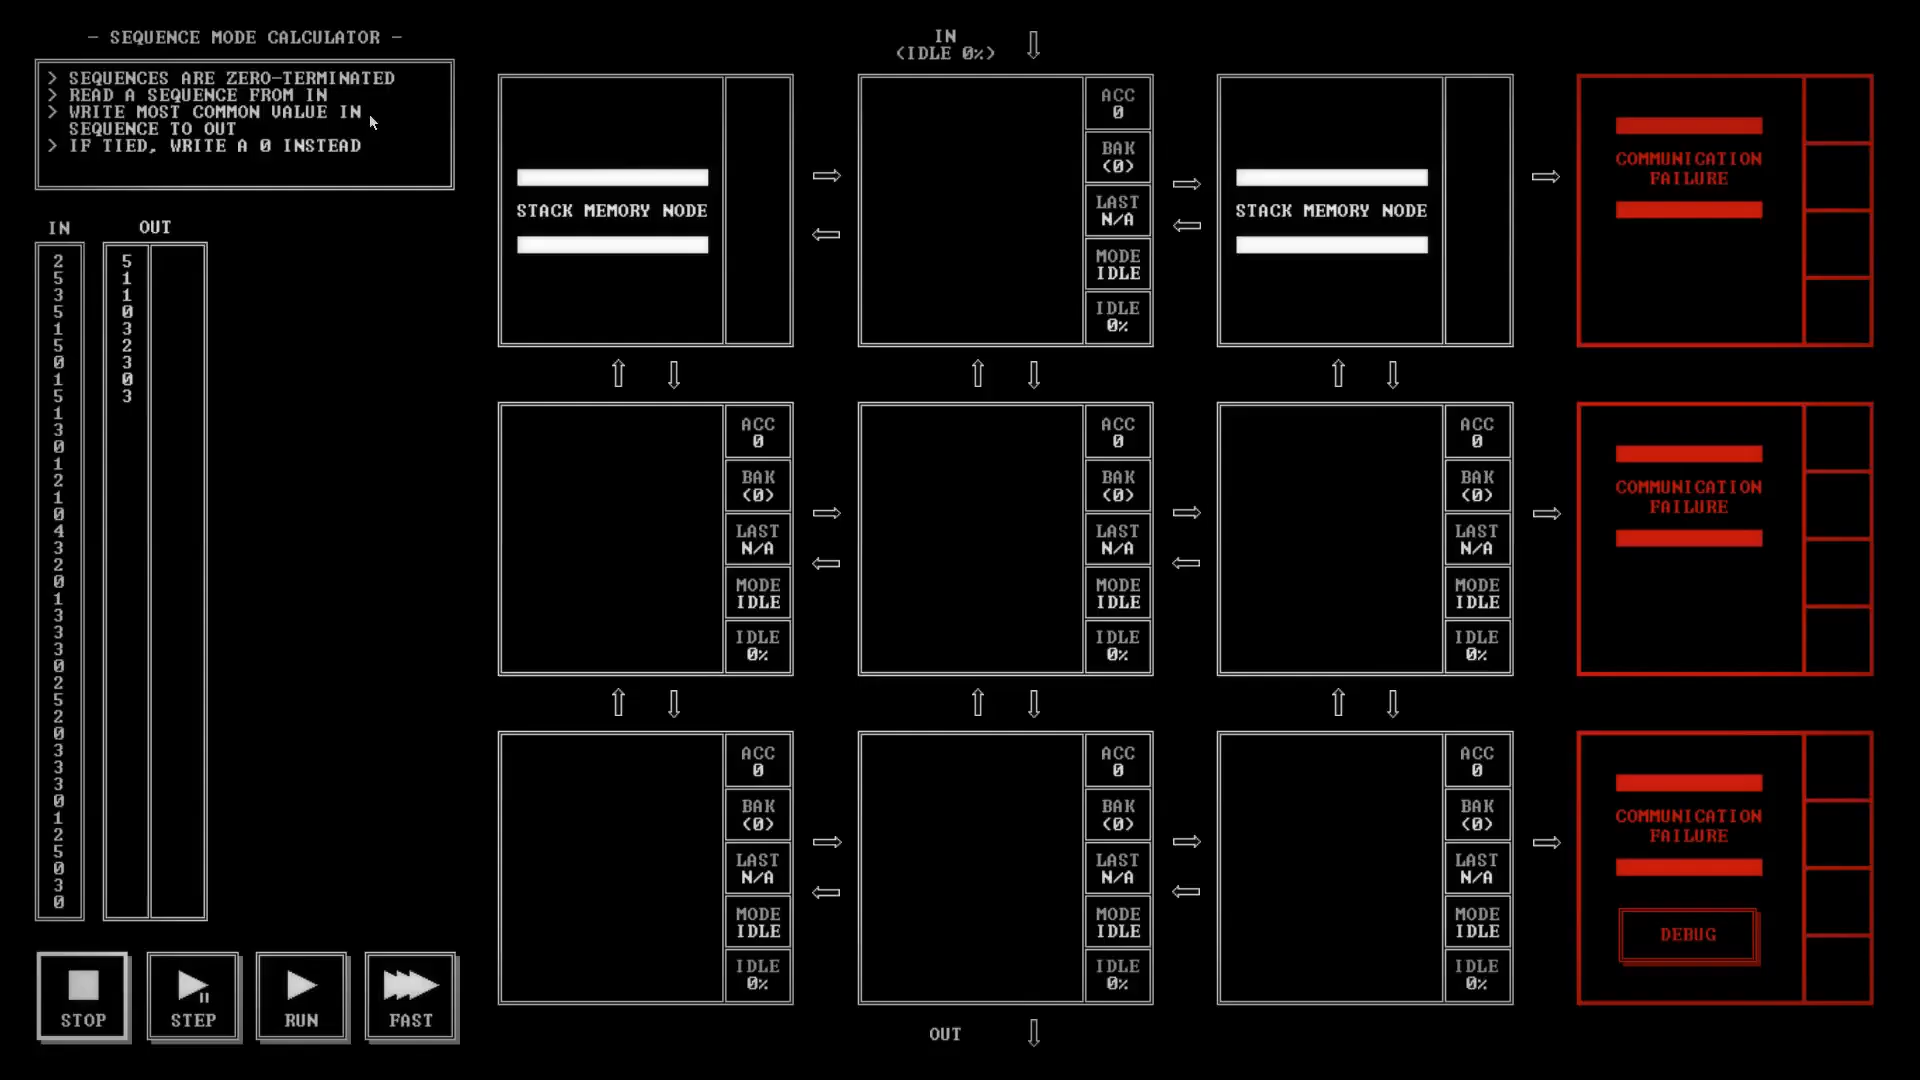 - SEQUENCE MODE CALCULATOR -
> SEQUENCES ARE ZERO-TERMINATED
> READ A SEQUENCE FROM IN
> WRITE MOST COMMON VALUE IN
SEQUENCE TO OUT
> IF TIED, WRITE A 0 INSTEAD
IN
OUT
2
5
3
5
1
5
0
1
5
1
3
0
1
2
1
0
4
3
2
0
1
3
3
3
0
2
5
2
0
3
3
3
0
1
2
5
0
3
0
5
1
1
0
3
2
3
0
3
STOP
STEP
RUN
FAST
IN
(IDLE 0%)
STACK MEMORY NODE
ACC
0
BAK
(0)
LAST
N/A
MODE
IDLE
IDLE
0%
STACK MEMORY NODE
COMMUNICATION
FAILURE
ACC
0
BAK
(0)
LAST
N/A
MODE
IDLE
IDLE
0%
ACC
0
BAK
(0)
LAST
N/A
MODE
IDLE
IDLE
0%
ACC
0
BAK
(0)
LAST
N/A
MODE
IDLE
IDLE
0%
COMMUNICATION
FAILURE
ACC
0
BAK
(0)
LAST
N/A
MODE
IDLE
IDLE
0%
ACC
0
BAK
(0)
LAST
N/A
MODE
IDLE
IDLE
0%
ACC
0
BAK
(0)
LAST
N/A
MODE
IDLE
IDLE
0%
COMMUNICATION
FAILURE
DEBUG
OUT